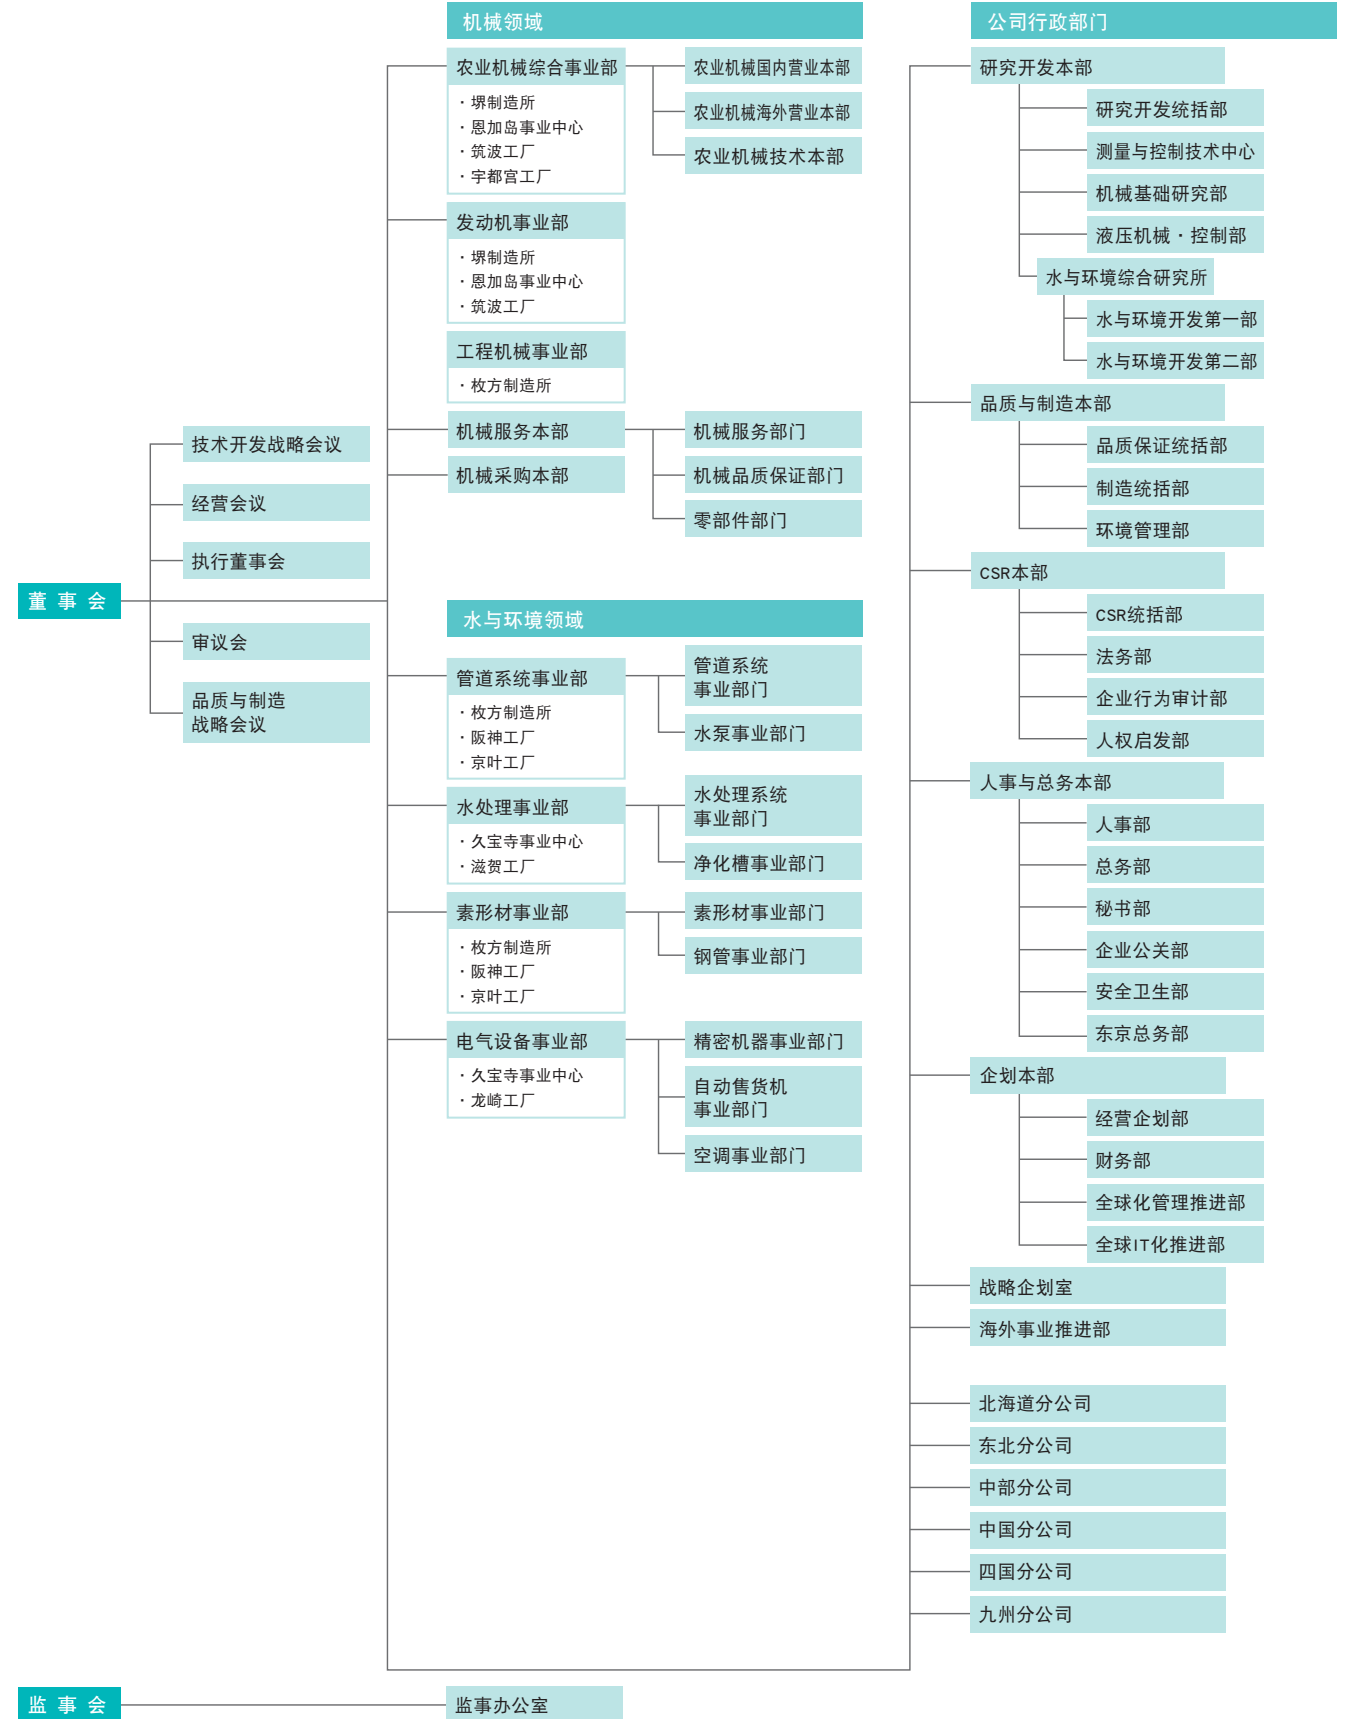 董事会
技术开发战略会议
经营会议
执行董事会
审议会
品质与制造
战略会议
机械领域
农业机械综合事业部
・堺制造所
・恩加岛事业中心
・筑波工厂
・宇都宫工厂
农业机械国内营业本部
农业机械海外营业本部
农业机械技术本部
发动机事业部
・堺制造所
・恩加岛事业中心
・筑波工厂
工程机械事业部
・枚方制造所
机械服务本部
机械服务部门
机械品质保证部门
零部件部门
机械采购本部
水与环境领域
管道系统事业部
・枚方制造所
・阪神工厂
・京叶工厂
管道系统
事业部门
水泵事业部门
水处理事业部
・久宝寺事业中心
・滋贺工厂
水处理系统
事业部门
净化槽事业部门
素形材事业部
・枚方制造所
・阪神工厂
・京叶工厂
素形材事业部门
钢管事业部门
电气设备事业部
・久宝寺事业中心
・龙崎工厂
精密机器事业部门
自动售货机
事业部门
空调事业部门
公司行政部门
研究开发本部
研究开发统括部
测量与控制技术中心
机械基础研究部
液压机械・控制部
水与环境综合研究所
水与环境开发第一部
水与环境开发第二部
品质与制造本部
品质保证统括部
制造统括部
环境管理部
CSR本部
CSR统括部
法务部
企业行为审计部
人权启发部
人事与总务本部
人事部
总务部
秘书部
企业公关部
安全卫生部
东京总务部
企划本部
经营企划部
财务部
全球化管理推进部
全球IT化推进部
战略企划室
海外事业推进部
北海道分公司
东北分公司
中部分公司
中国分公司
四国分公司
九州分公司
监事会
监事办公室